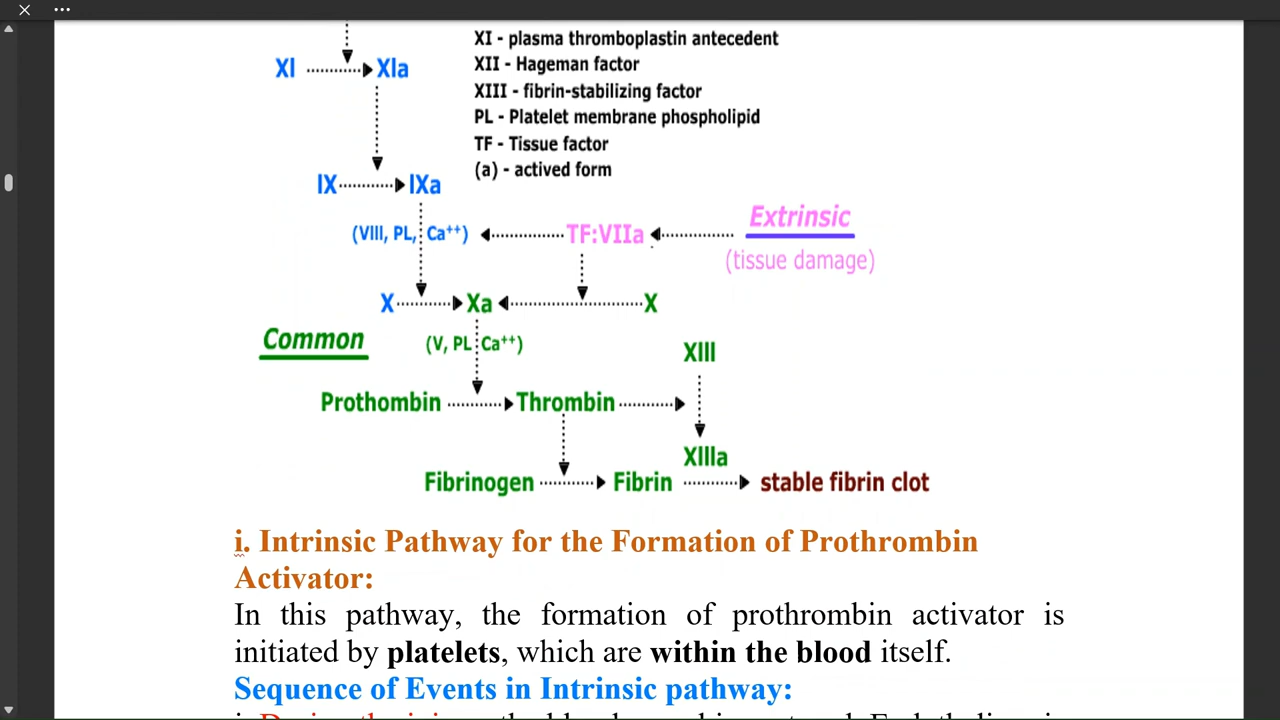 XI - plasma thromboplastin antecedent
XI XIa
XII - Hageman factor
XIII - fibrin-stabilizing factor
PL - Platelet membrane phospholipid
TF - Tissue factor
(a) - actived form
IX IXa
Extrinsic
(VIII, PL, Ca++) TF:VIIa
(tissue damage)
X Xa X
Common
(V, PL Ca++)
XIII
Prothombin Thrombin
XIIIa
Fibrinogen Fibrin stable fibrin clot
i. Intrinsic Pathway for the Formation of Prothrombin
Activator:
In this pathway, the formation of prothrombin activator is
initiated by platelets, which are within the blood itself.
Sequence of Events in Intrinsic pathway: